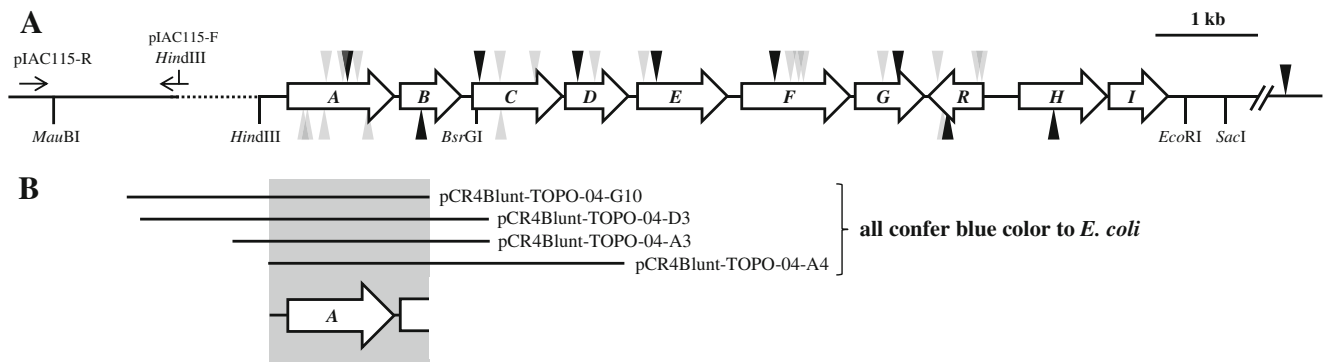 A
1 kb
pIAC115-F
pIAC115-R
HindIII
A B C D E F G R H I
MauBI HindIII BsrGI EcoRI SacI
B
pCR4Blunt-TOPO-04-G10
pCR4Blunt-TOPO-04-D3
all confer blue color to E. coli
pCR4Blunt-TOPO-04-A3
pCR4Blunt-TOPO-04-A4
A